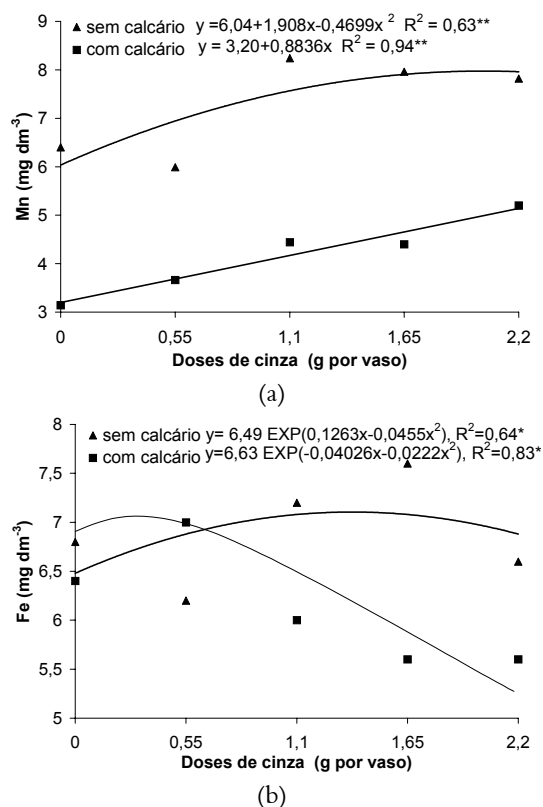 sem calcário y=6,04+1,908x-0,4699x² R² = 0,63**
com calcário y = 3,20+0,8836x R² = 0,94**
9
8
7
6
5
4
3
Mn (mg dm⁻³)
0 0,55 1,1 1,65 2,2
Doses de cinza (g por vaso)
(a)
sem calcário y= 6,49 EXP(0,1263x-0,0455x²), R²=0,64*
com calcário y=6,63 EXP(-0,04026x-0,0222x²), R²=0,83*
8
7,5
7
6,5
6
5,5
5
Fe (mg dm⁻³)
0 0,55 1,1 1,65 2,2
Doses de cinza (g por vaso)
(b)